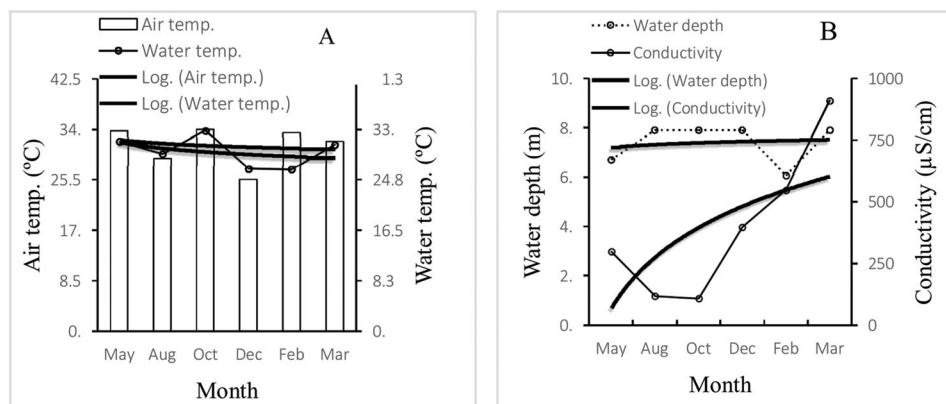 Air temp.
Water temp.
Log. (Air temp.)
Log. (Water temp.)
A
42.5
34.
25.5
17.
8.5
0.
Air temp. (ºC)
1.3
33.
24.8
16.5
8.3
0.
Water temp. (ºC)
May Aug Oct Dec Feb Mar
Month
Water depth
Conductivity
Log. (Water depth)
Log. (Conductivity)
B
10.
8.
6.
4.
2.
0.
Water depth (m)
1000
750
500
250
0
Conductivity (µS/cm)
May Aug Oct Dec Feb Mar
Month